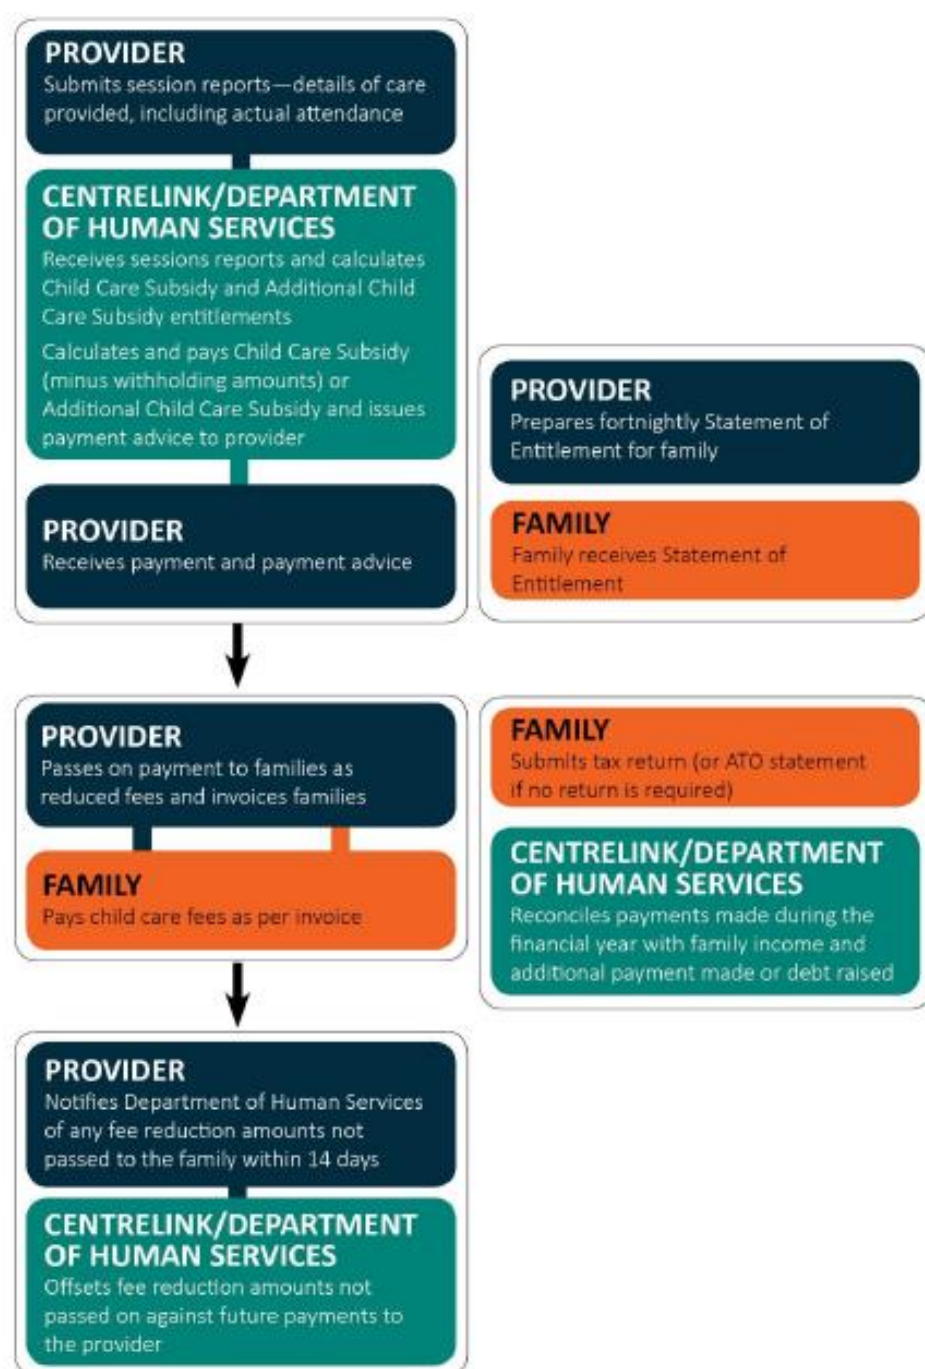 PROVIDER
Submits session reports—details of care
provided, including actual attendance
CENTRELINK/DEPARTMENT
OF HUMAN SERVICES
Receives sessions reports and calculates
Child Care Subsidy and Additional Child
Care Subsidy entitlements
Calculates and pays Child Care Subsidy
(minus withholding amounts) or
Additional Child Care Subsidy and issues
payment advice to provider
PROVIDER
Receives payment and payment advice
PROVIDER
Prepares fortnightly Statement of
Entitlement for family
FAMILY
Family receives Statement of
Entitlement
PROVIDER
Passes on payment to families as
reduced fees and invoices families
FAMILY
Pays child care fees as per invoice
FAMILY
Submits tax return (or ATO statement
if no return is required)
CENTRELINK/DEPARTMENT
OF HUMAN SERVICES
Reconciles payments made during the
financial year with family income and
additional payment made or debt raised
PROVIDER
Notifies Department of Human Services
of any fee reduction amounts not
passed to the family within 14 days
CENTRELINK/DEPARTMENT
OF HUMAN SERVICES
Offsets fee reduction amounts not
passed on against future payments to
the provider